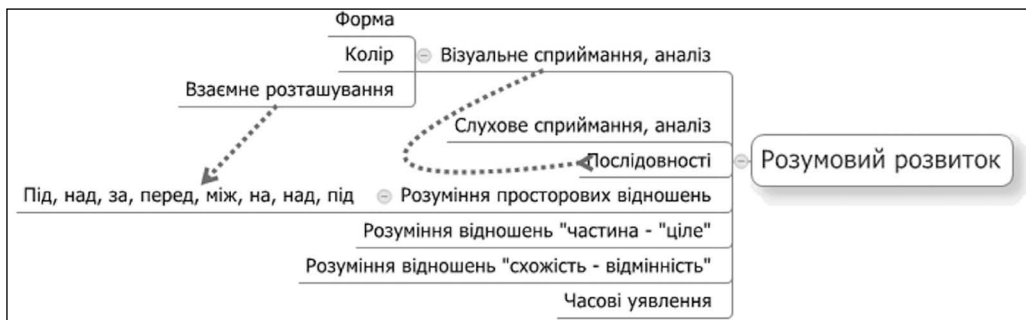 Форма
Колір
Візуальне сприймання, аналіз
Взаємне розташування
Слухове сприймання, аналіз
Послідовності
Розумовий розвиток
Під, над, за, перед, між, на, над, під
Розуміння просторових відношень
Розуміння відношень "частина - "ціле"
Розуміння відношень "схожість - відмінність"
Часові уявлення